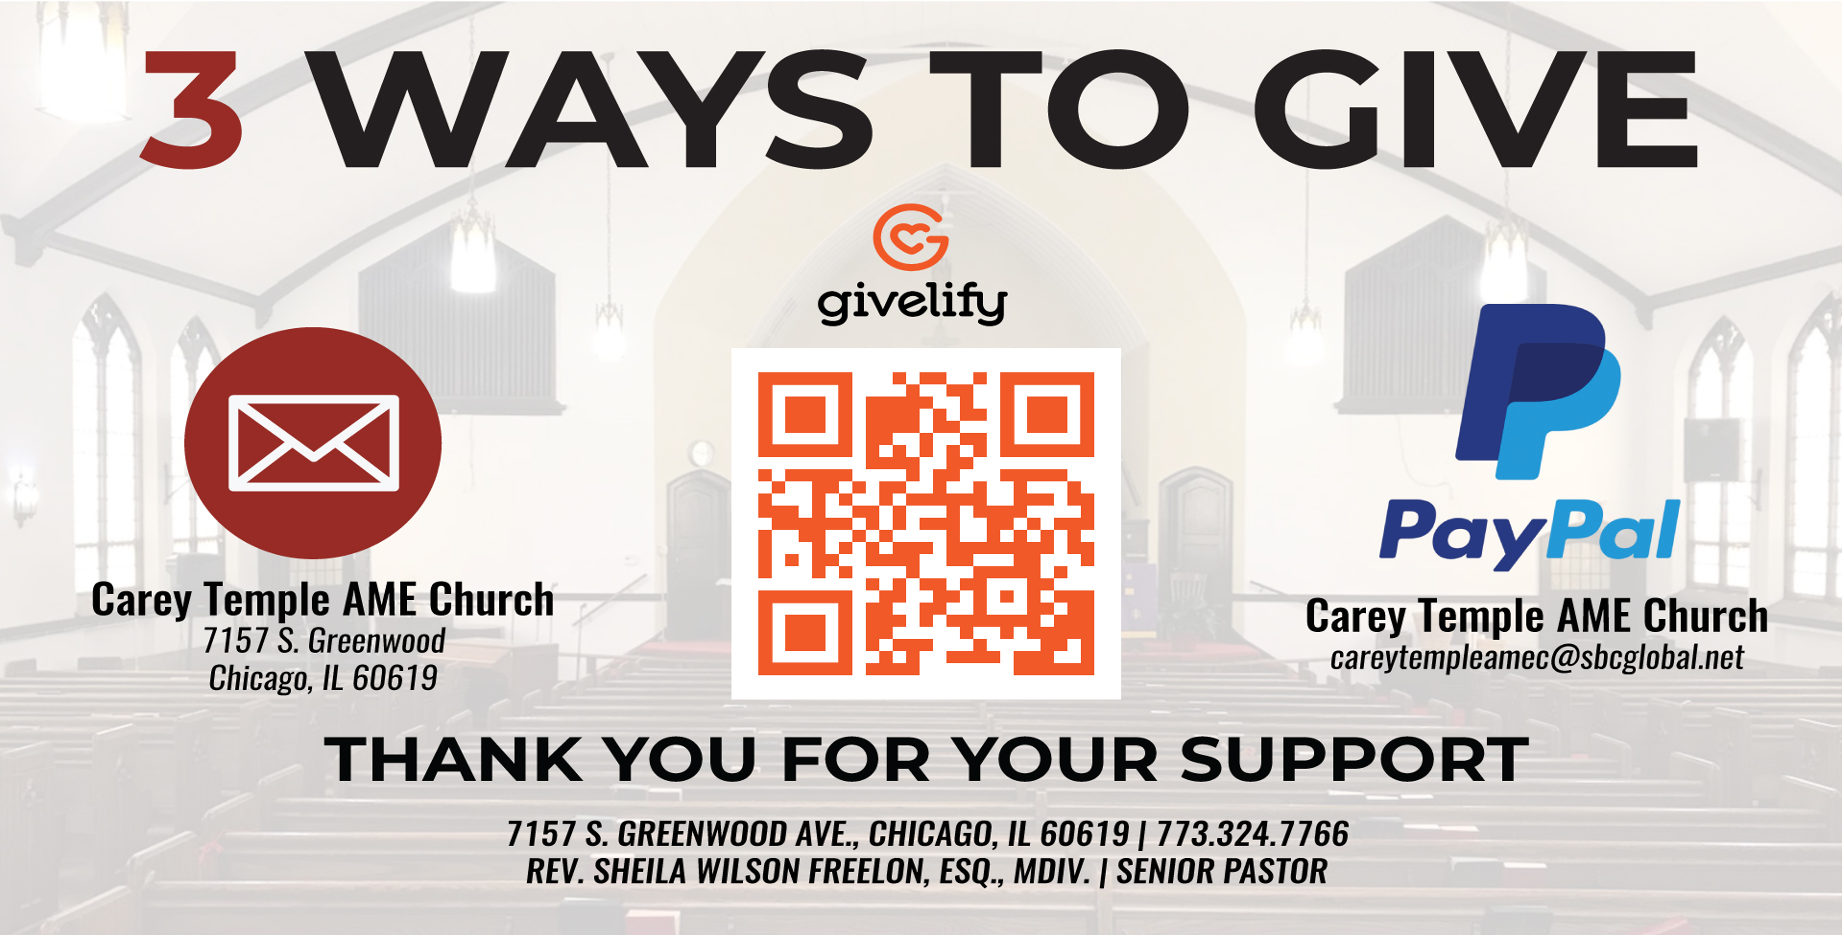 3 WAYS TO GIVE
givelify
Carey Temple AME Church
7157 S. Greenwood
Chicago, IL 60619
PayPal
Carey Temple AME Church
careytempleamec@sbcglobal.net
THANK YOU FOR YOUR SUPPORT
7157 S. GREENWOOD AVE., CHICAGO, IL 60619 | 773.324.7766
REV. SHEILA WILSON FREELON, ESQ., MDIV. | SENIOR PASTOR